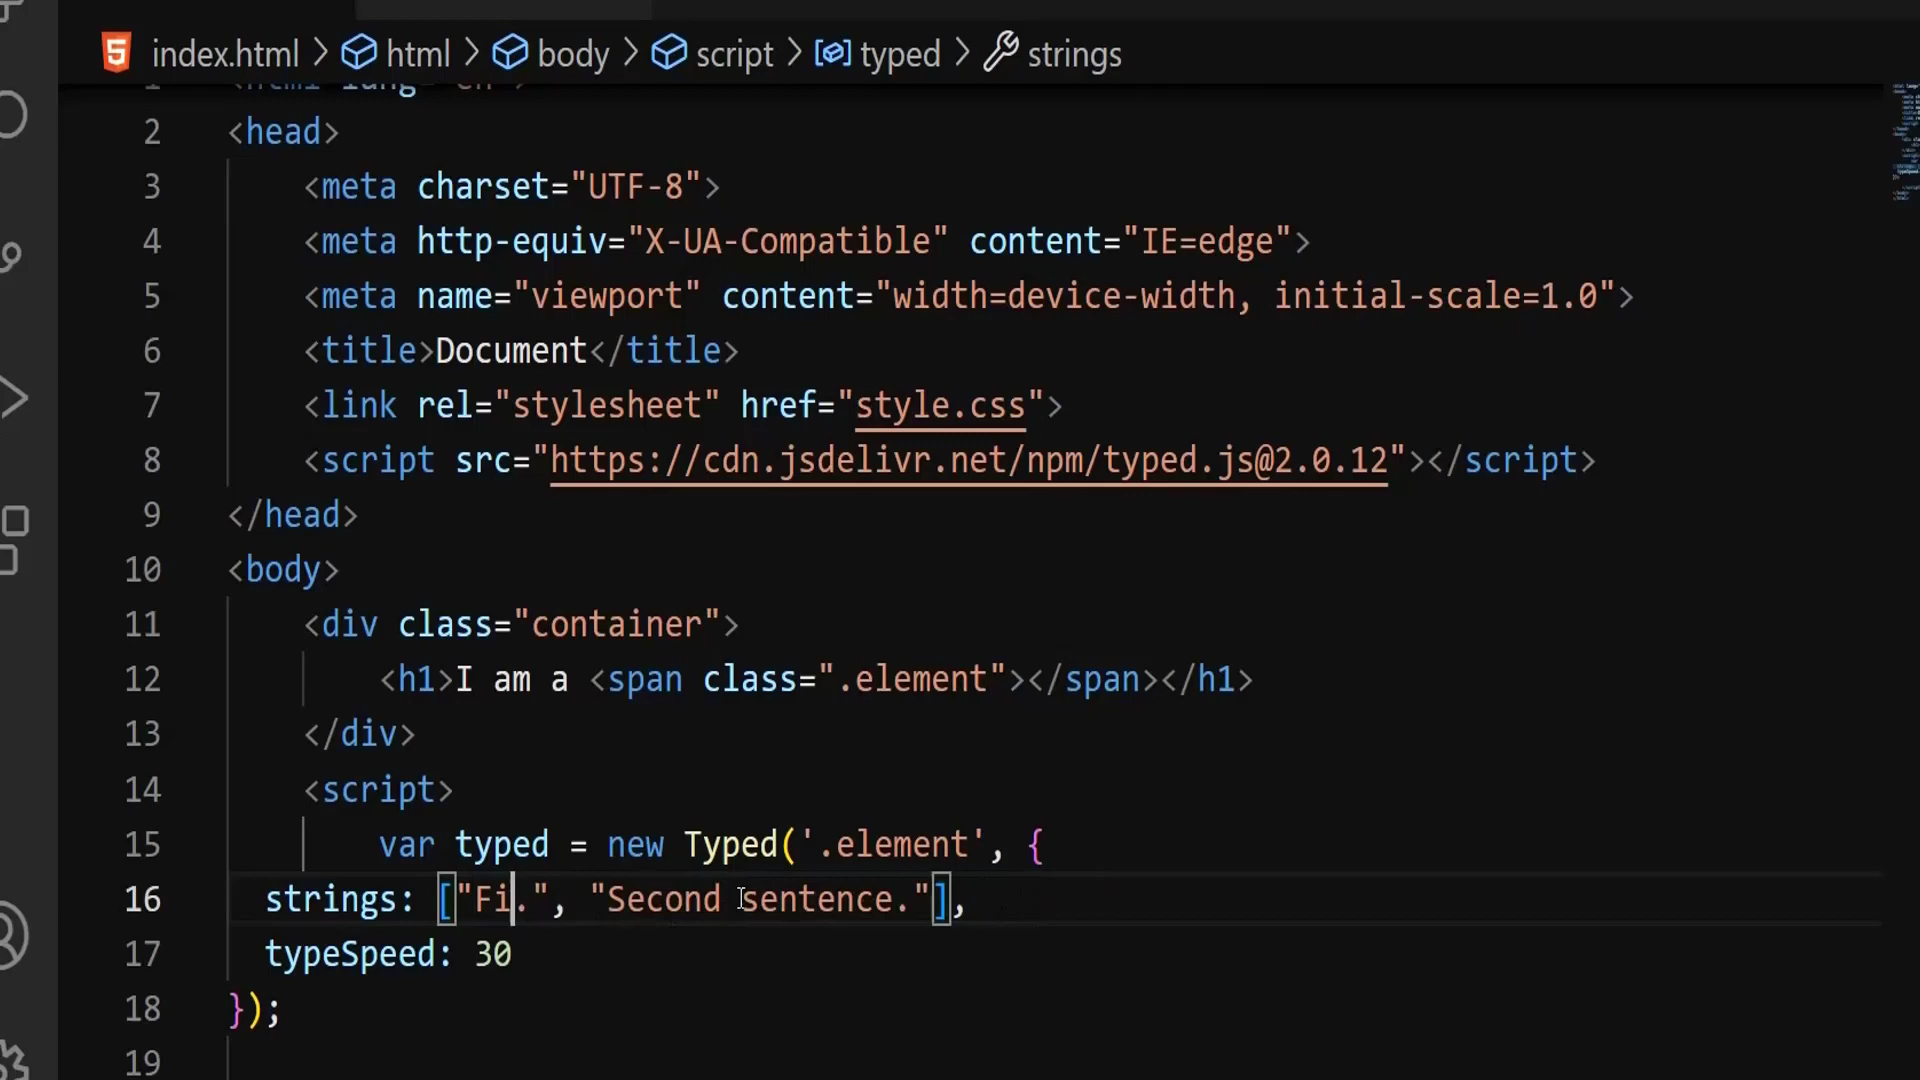 index.html > html > body > script > typed > strings
1 <html lang="en">
2 <head>
3 <meta charset="UTF-8">
4 <meta http-equiv="X-UA-Compatible" content="IE=edge">
5 <meta name="viewport" content="width=device-width, initial-scale=1.0">
6 <title>Document</title>
7 <link rel="stylesheet" href="style.css">
8 <script src="https://cdn.jsdelivr.net/npm/typed.js@2.0.12"></script>
9 </head>
10 <body>
11 <div class="container">
12 <h1>I am a <span class=".element"></span></h1>
13 </div>
14 <script>
15 var typed = new Typed('.element', {
16 strings: ["Fi.", "Second sentence."],
17 typeSpeed: 30
18 });
19